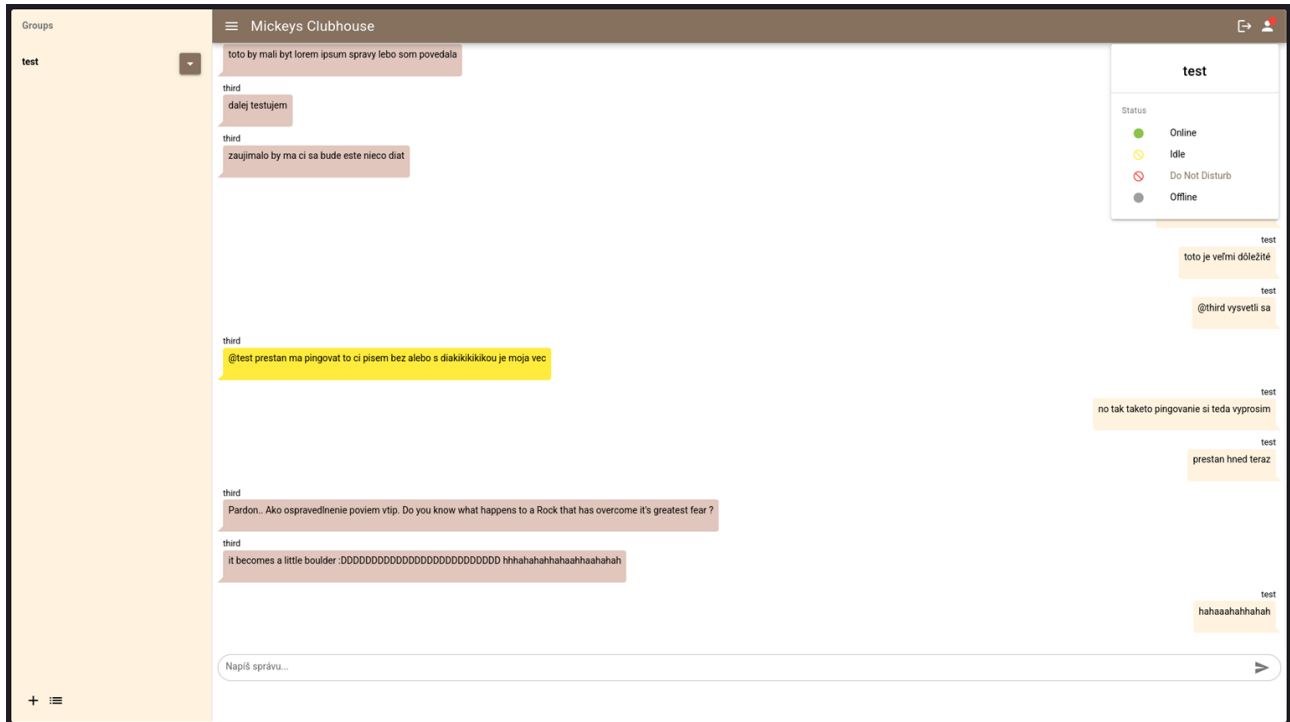 Groups
test
Mickeys Clubhouse
toto by mali byt lorem ipsum spravy lebo som povedala
third
dalej testujem
third
zaujimalo by ma ci sa bude este nieco diat
test
Status
Online
Idle
Do Not Disturb
Offline
test
toto je veľmi dôležité
test
@third vysvetli sa
third
@test prestan ma pingovat to ci pisem bez alebo s diakikikikikou je moja vec
test
no tak taketo pingovanie si teda vyprosim
test
prestan hned teraz
third
Pardon.. Ako ospravedlnenie poviem vtip. Do you know what happens to a Rock that has overcome it's greatest fear ?
third
it becomes a little boulder :DDDDDDDDDDDDDDDDDDDDDDDDDD hhhahahahhahaahhaahahah
test
hahaaahahhahah
Napíš správu...